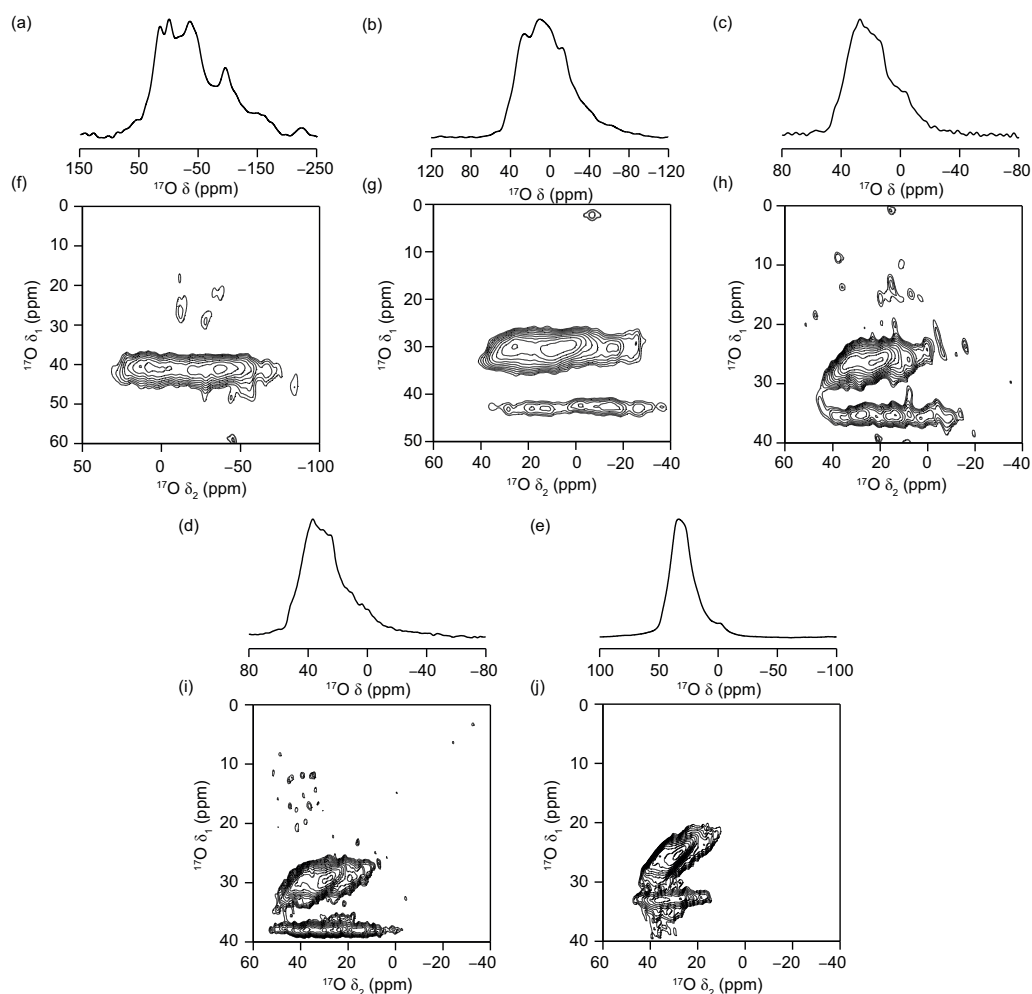 (a)
(b)
(c)
150 50 −50 −150 −250
¹⁷O δ (ppm)
120 80 40 0 −40 −80 −120
¹⁷O δ (ppm)
80 40 0 −40 −80
¹⁷O δ (ppm)
(f)
0
10
20
30
40
50
60
¹⁷O δ₁ (ppm)
50 0 −50 −100
¹⁷O δ₂ (ppm)
(g)
0
10
20
30
40
50
¹⁷O δ₁ (ppm)
60 40 20 0 −20 −40
¹⁷O δ₂ (ppm)
(h)
0
10
20
30
40
¹⁷O δ₁ (ppm)
60 40 20 0 −20 −40
¹⁷O δ₂ (ppm)
(d)
(e)
80 40 0 −40 −80
¹⁷O δ (ppm)
100 50 0 −50 −100
¹⁷O δ (ppm)
(i)
0
10
20
30
40
¹⁷O δ₁ (ppm)
60 40 20 0 −20 −40
¹⁷O δ₂ (ppm)
(j)
0
10
20
30
40
¹⁷O δ₁ (ppm)
60 40 20 0 −20 −40
¹⁷O δ₂ (ppm)